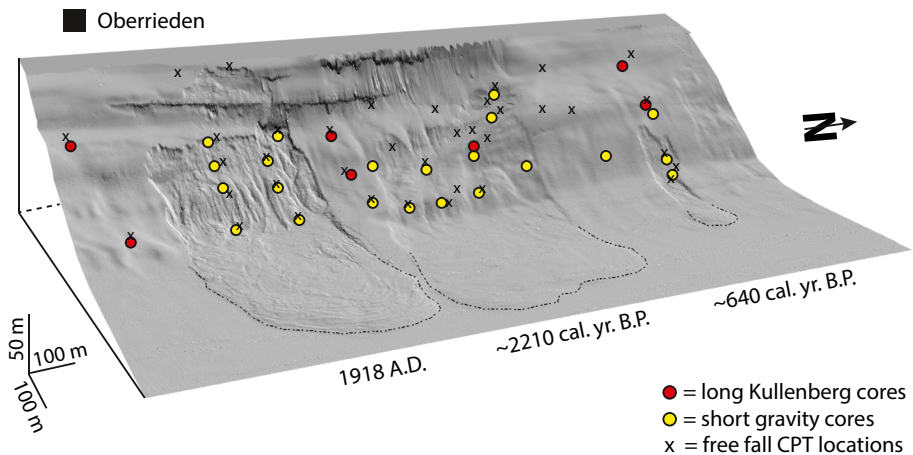 Oberrieden
N
50 m
100 m
100 m
1918 A.D.
~2210 cal. yr. B.P.
~640 cal. yr. B.P.
= long Kullenberg cores
= short gravity cores
x = free fall CPT locations